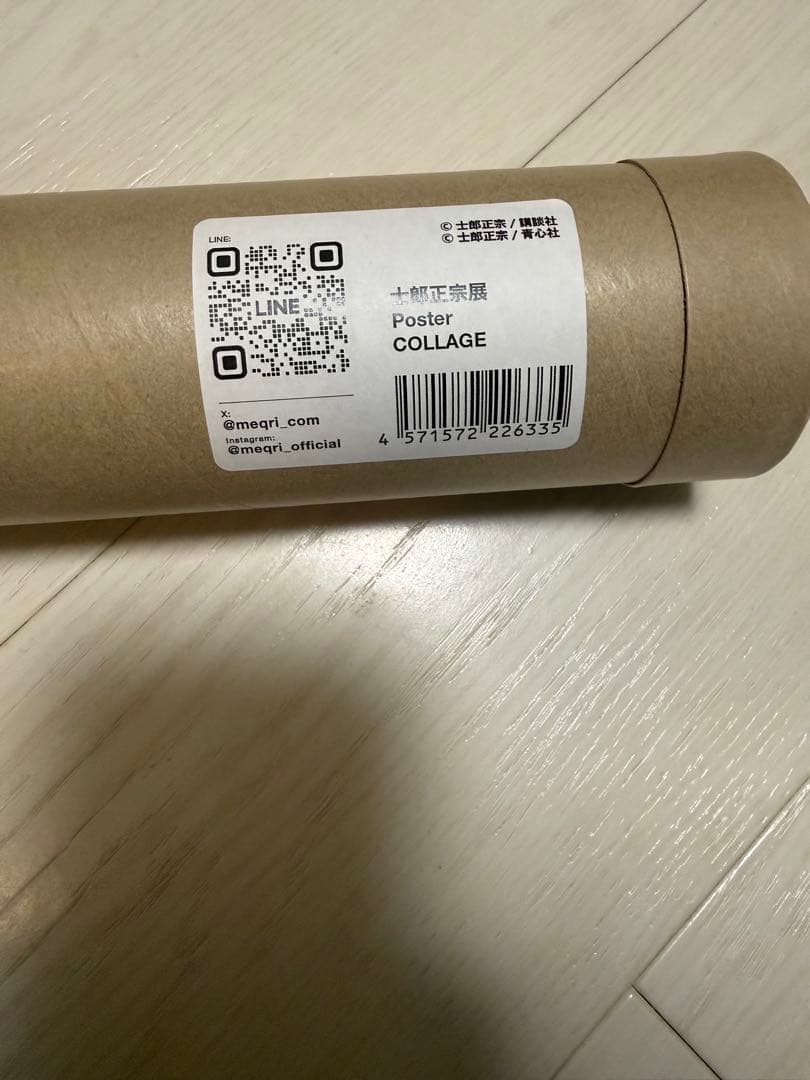 LINE:
LINE
X:
@meqri_com
Instagram:
@meqri_official
© 士郎正宗 / 講談社
© 士郎正宗 / 青心社
士郎正宗展
Poster
COLLAGE
4 571572 226335